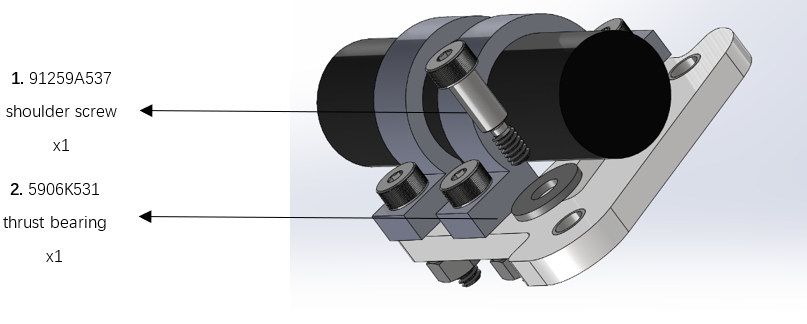 1. 91259A537
shoulder screw
x1
2. 5906K531
thrust bearing
x1